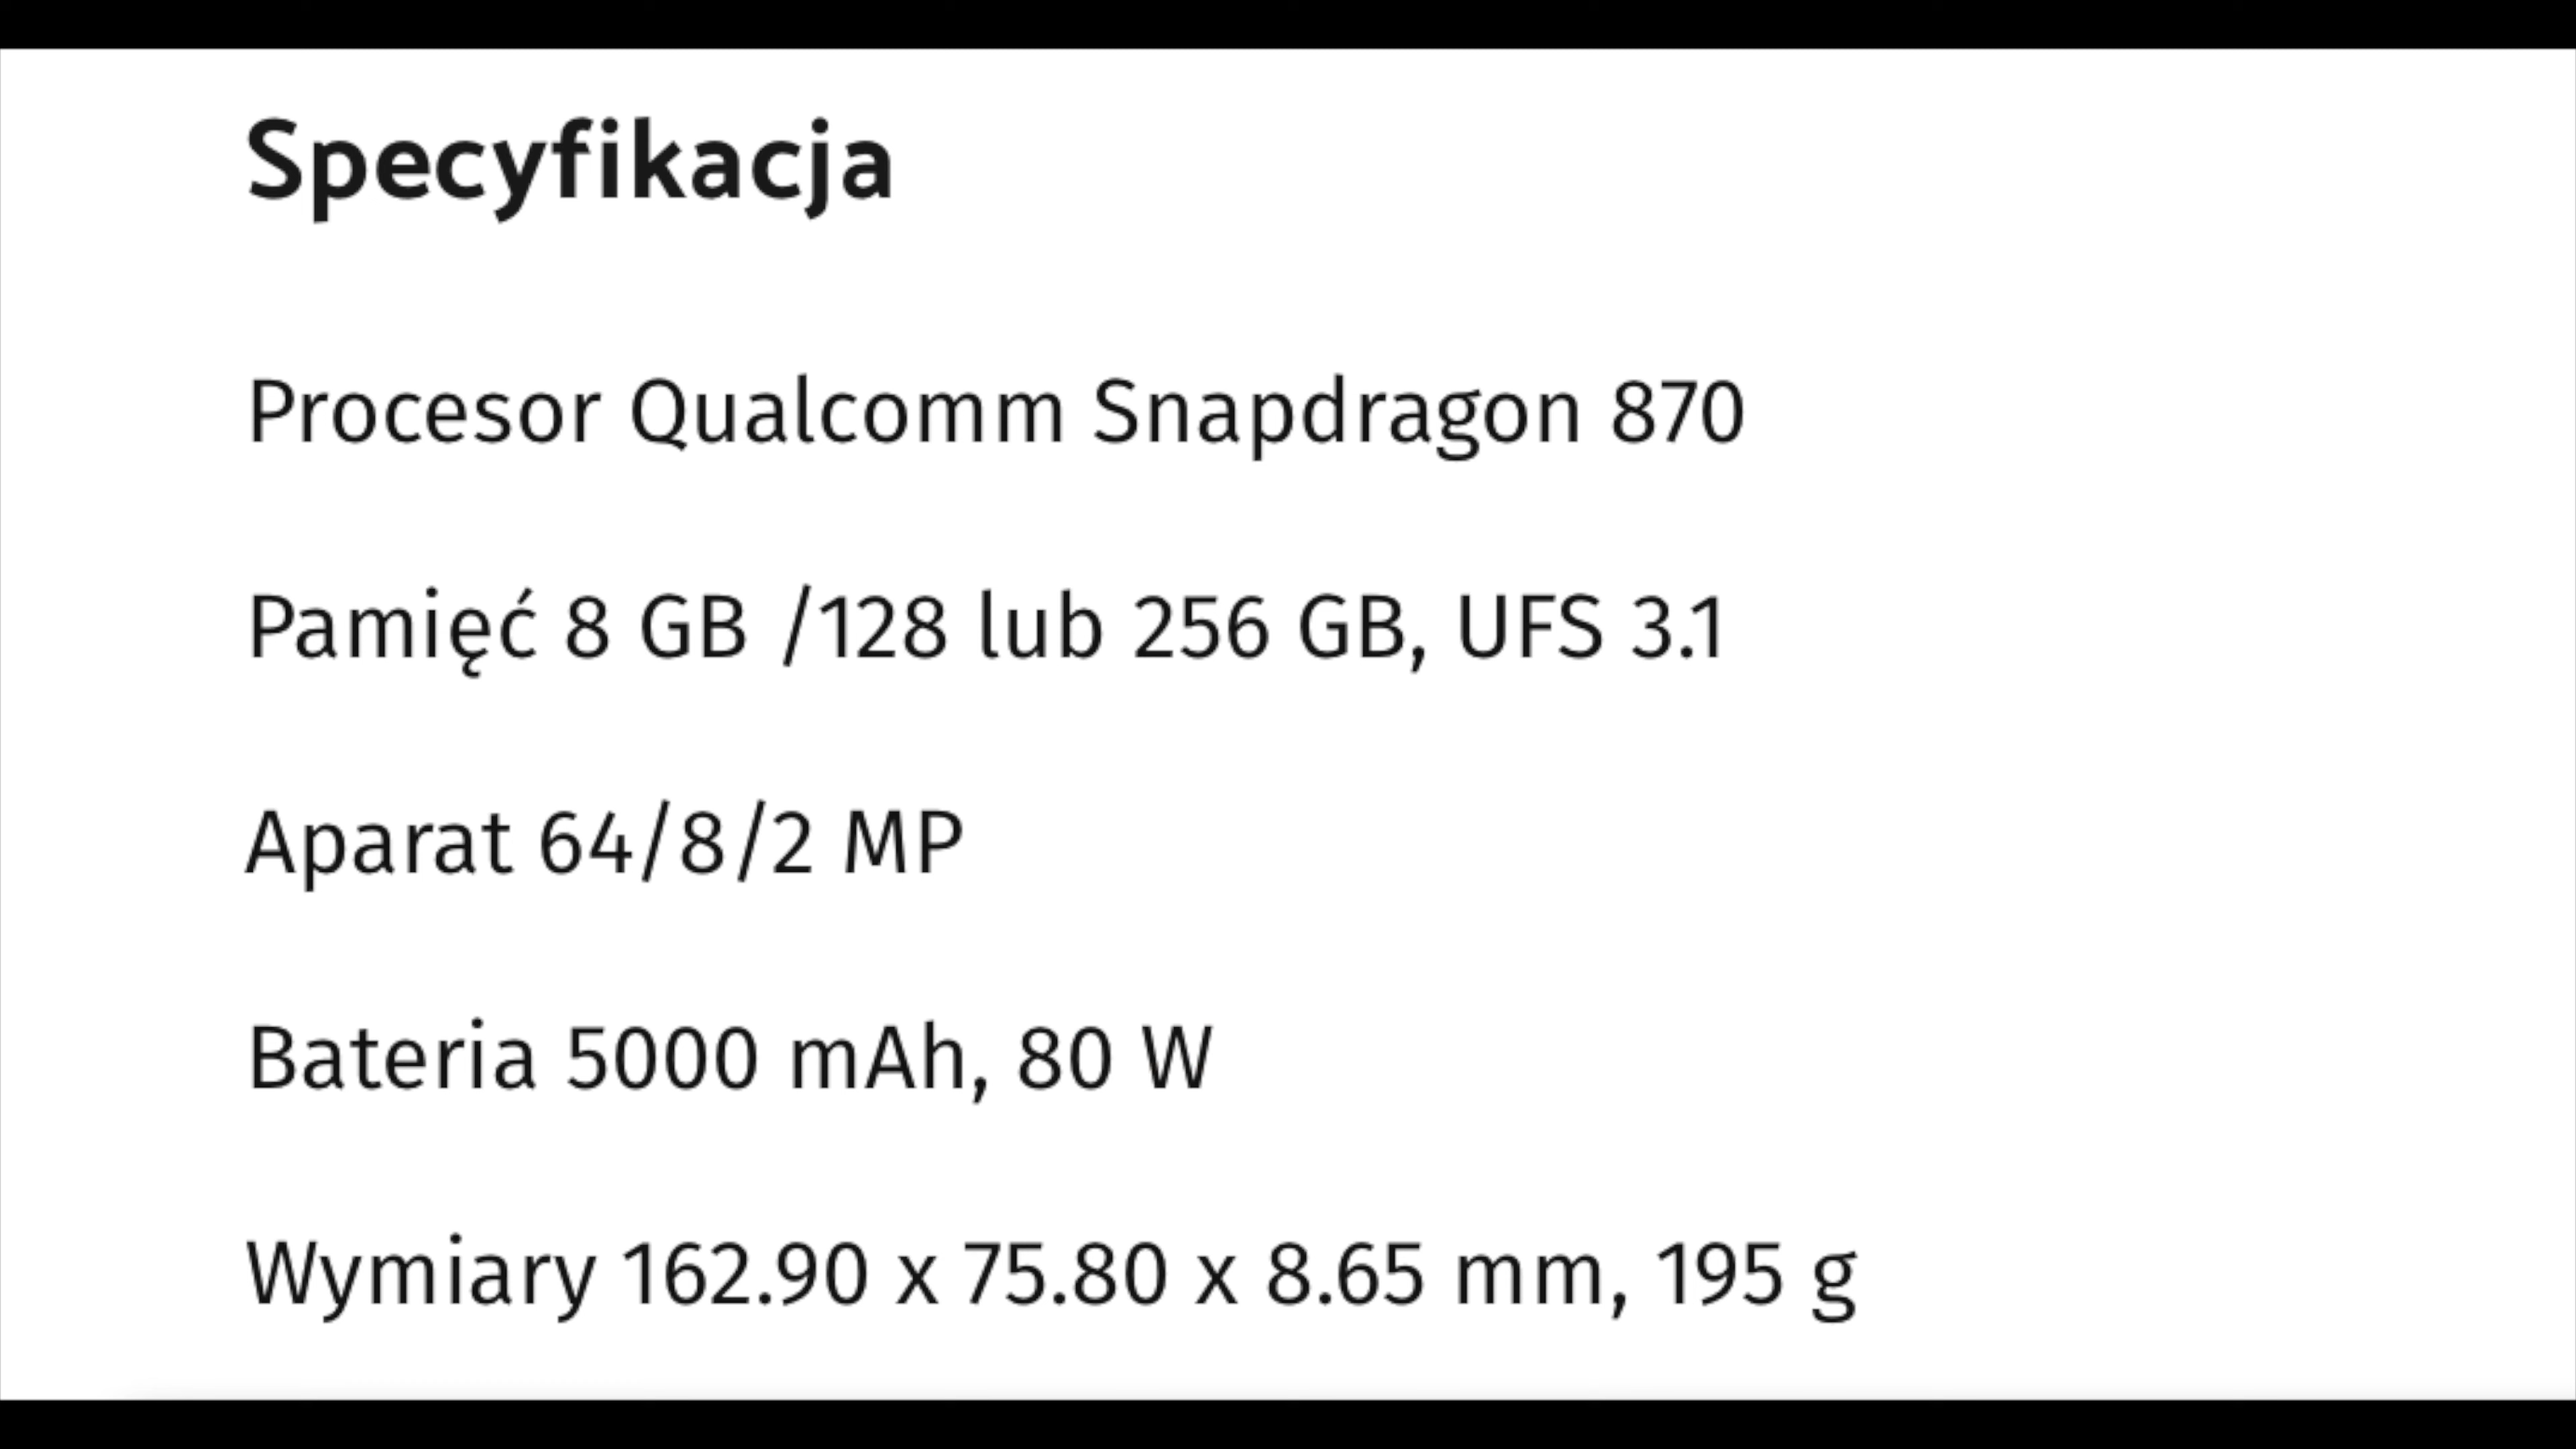 Specyfikacja
Procesor Qualcomm Snapdragon 870
Pamięć 8 GB /128 lub 256 GB, UFS 3.1
Aparat 64/8/2 MP
Bateria 5000 mAh, 80 W
Wymiary 162.90 x 75.80 x 8.65 mm, 195 g